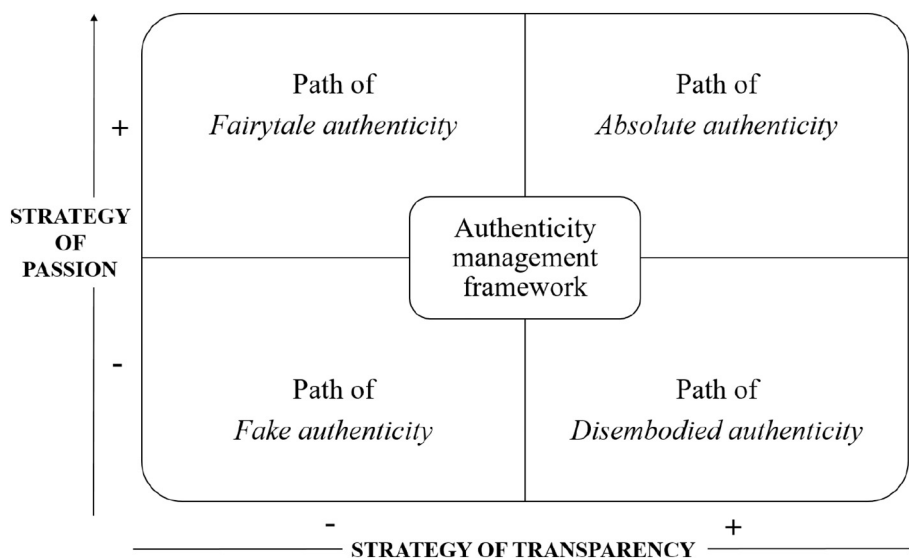 Path of
Fairytale authenticity
Path of
Absolute authenticity
+
STRATEGY
OF
PASSION
Authenticity
management
framework
-
Path of
Fake authenticity
Path of
Disembodied authenticity
-
+
STRATEGY OF TRANSPARENCY